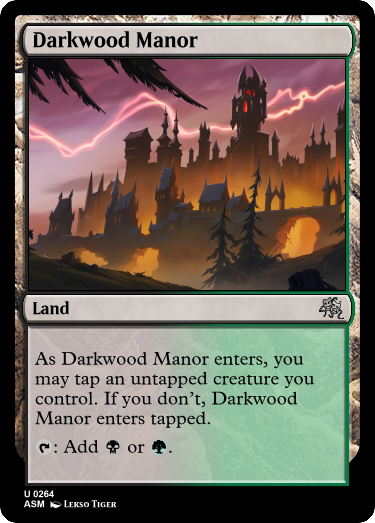 Darkwood Manor
Land
As Darkwood Manor enters, you
may tap an untapped creature you
control. If you don't, Darkwood
Manor enters tapped.
: Add or .
U 0264
ASM Lekso Tiger